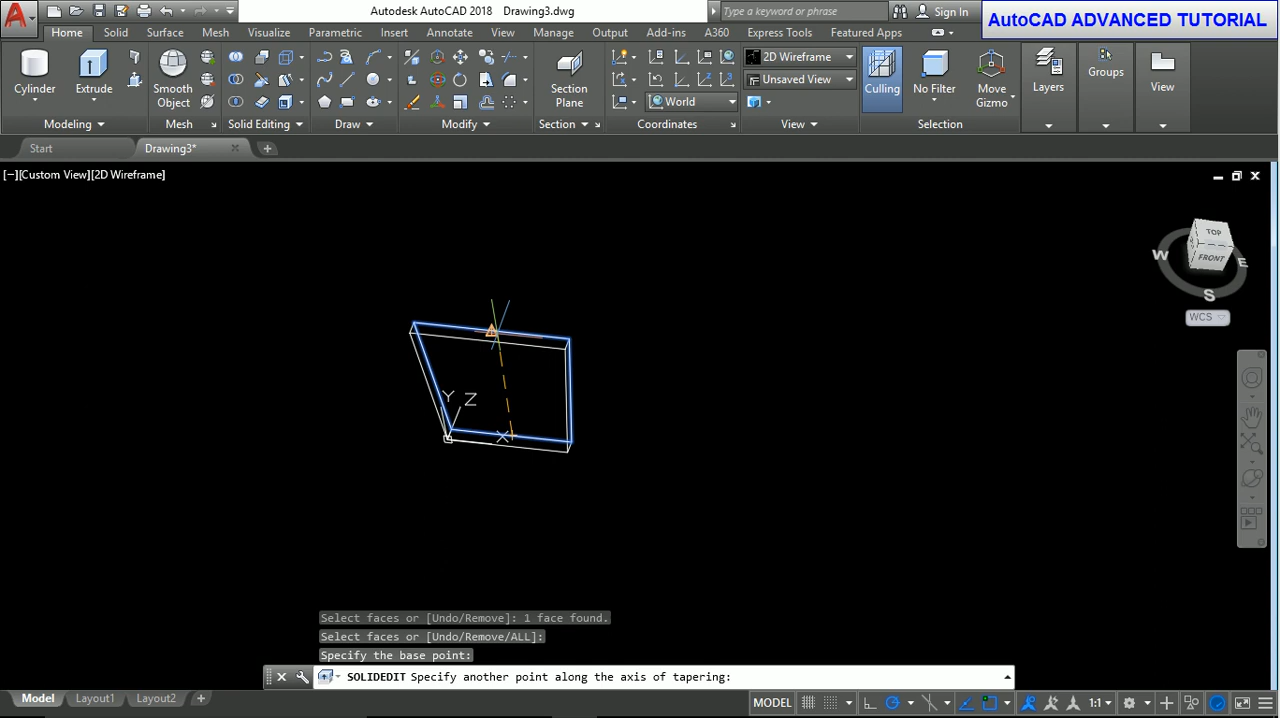 Autodesk AutoCAD 2018 Drawing3.dwg
Type a keyword or phrase
Sign In
AutoCAD ADVANCED TUTORIAL
Home Insert Solid Surface Mesh Visualize Parametric Insert Annotate View Manage Output Add-ins A360 Express Tools Featured Apps
Cylinder
Extrude
Smooth
Object
Section
Plane
2D Wireframe
Unsaved View
World
Culling
No Filter
Move
Gizmo
Layers
Groups
View
Modeling Mesh Solid Editing Draw Modify Section Coordinates View Selection
Start Drawing3*
[−][Custom View][2D Wireframe]
TOP
FRONT
W
E
S
WCS
Y
Z
X
Select faces or [Undo/Remove]: 1 face found.
Select faces or [Undo/Remove/ALL]:
Specify the base point:
SOLIDEDIT Specify another point along the axis of tapering:
Model Layout1 Layout2
MODEL
1:1